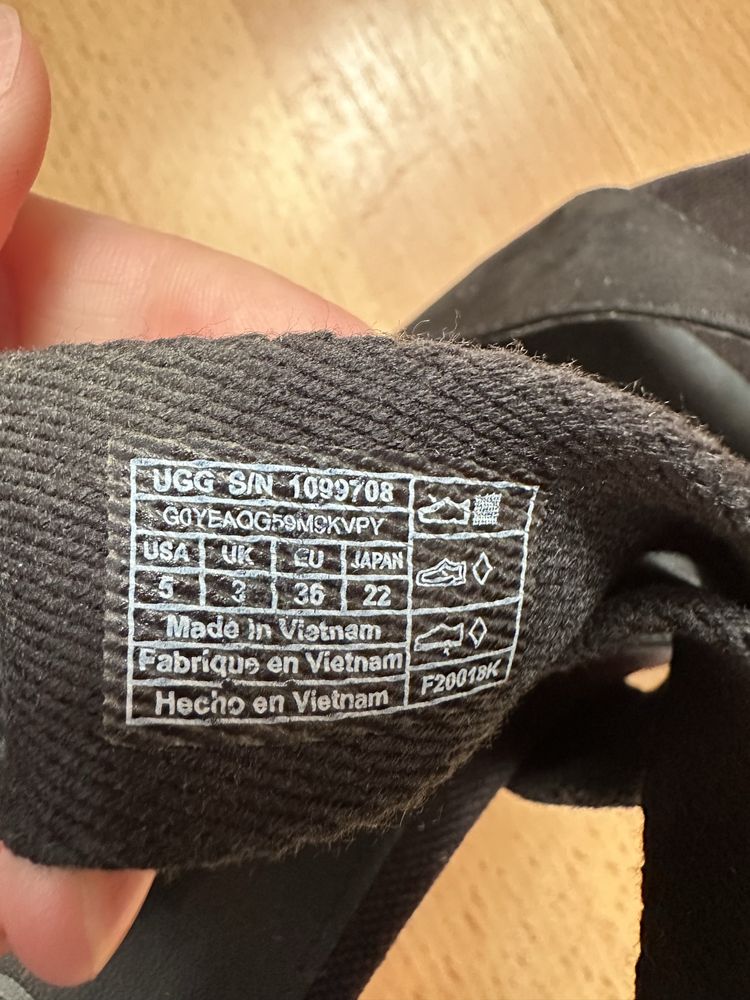 UGG S/N 1099708
G0YEAOG59M9KVPY
USA UK EU JAPAN
5 3 36 22
Made In Vietnam
Fabrique en Vietnam
Hecho en Vietnam
F20018K